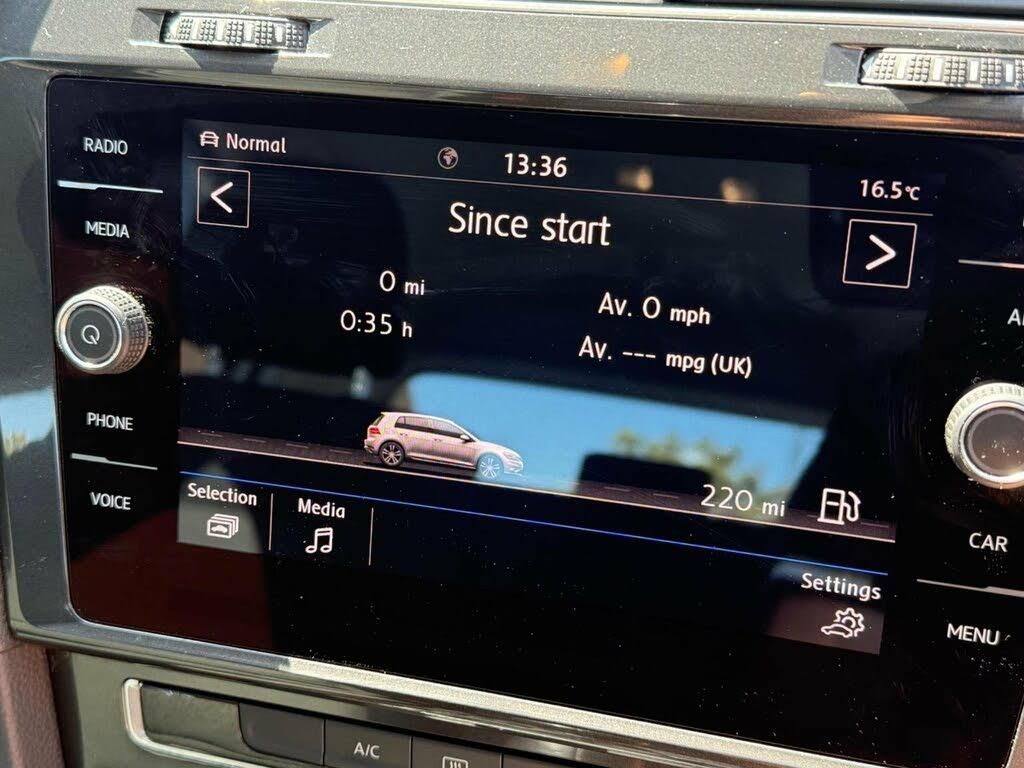 RADIO
MEDIA
PHONE
VOICE
Normal
13:36
16.5°C
<
Since start
>
0 mi
0:35 h
Av. 0 mph
Av. --- mpg (UK)
220 mi
Selection
Media
Settings
CAR
MENU
A/C